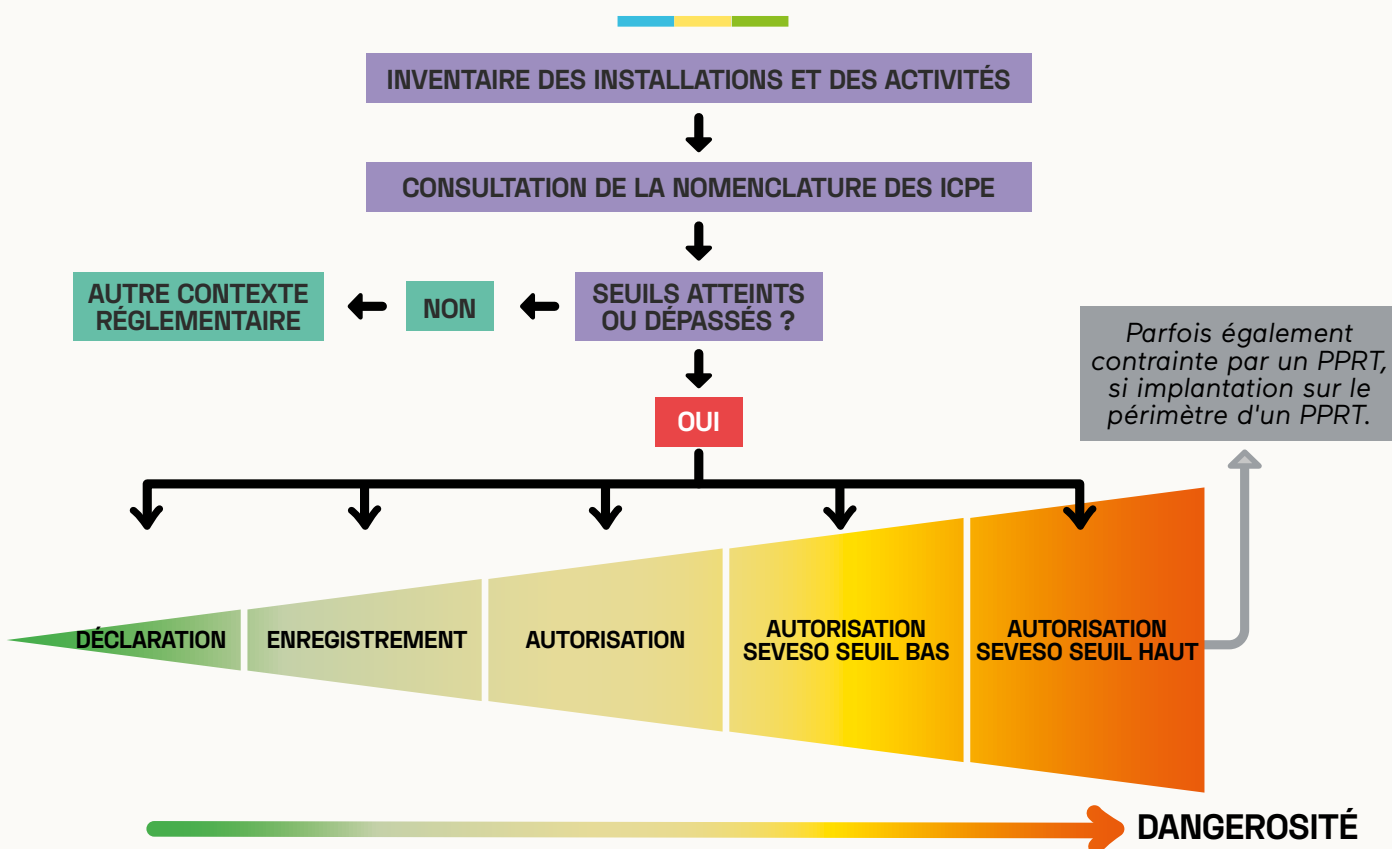 INVENTAIRE DES INSTALLATIONS ET DES ACTIVITÉS
CONSULTATION DE LA NOMENCLATURE DES ICPE
AUTRE CONTEXTE
RÉGLEMENTAIRE
NON
SEUILS ATTEINTS
OU DÉPASSÉS ?
Parfois également
contrainte par un PPRT,
si implantation sur le
périmètre d'un PPRT.
OUI
DÉCLARATION
ENREGISTREMENT
AUTORISATION
AUTORISATION
SEVESO SEUIL BAS
AUTORISATION
SEVESO SEUIL HAUT
DANGEROSITÉ